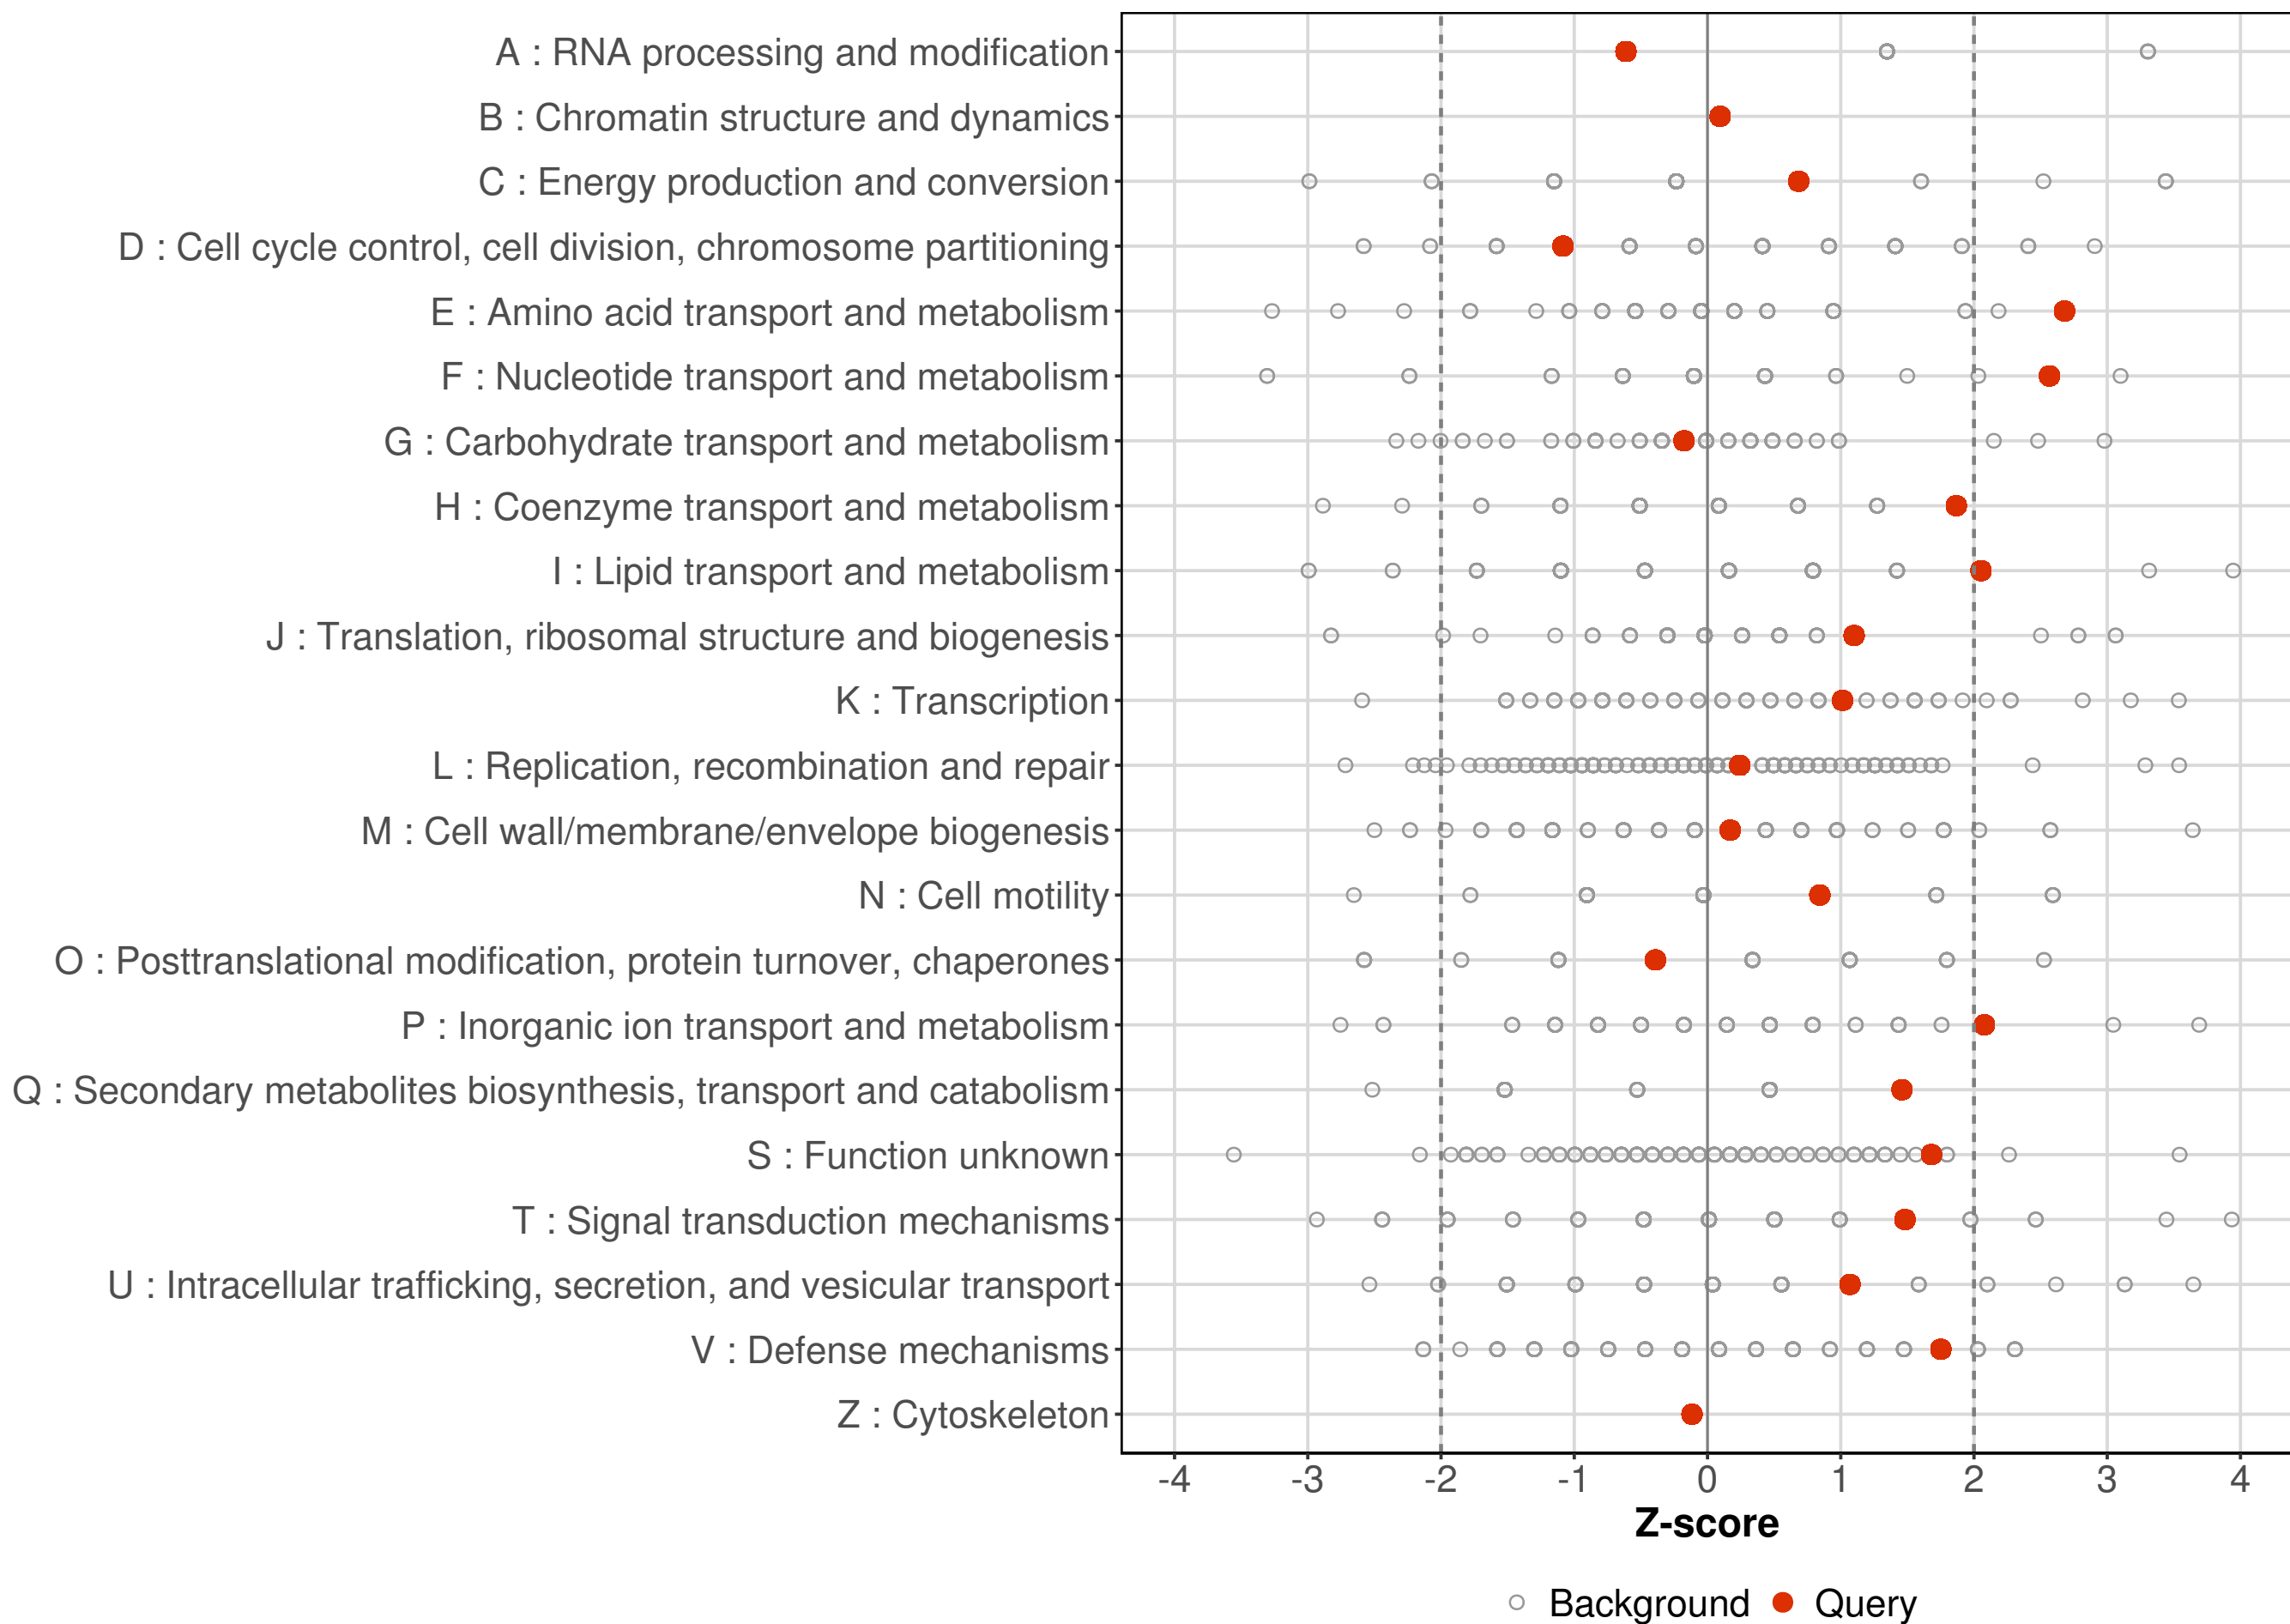 A : RNA processing and modification
B : Chromatin structure and dynamics
C : Energy production and conversion
D : Cell cycle control, cell division, chromosome partitioning
E : Amino acid transport and metabolism
F : Nucleotide transport and metabolism
G : Carbohydrate transport and metabolism
H : Coenzyme transport and metabolism
I : Lipid transport and metabolism
J : Translation, ribosomal structure and biogenesis
K : Transcription
L : Replication, recombination and repair
M : Cell wall/membrane/envelope biogenesis
N : Cell motility
O : Posttranslational modification, protein turnover, chaperones
P : Inorganic ion transport and metabolism
Q : Secondary metabolites biosynthesis, transport and catabolism
S : Function unknown
T : Signal transduction mechanisms
U : Intracellular trafficking, secretion, and vesicular transport
V : Defense mechanisms
Z : Cytoskeleton
-4 -3 -2 -1 0 1 2 3 4
Z-score
Background Query